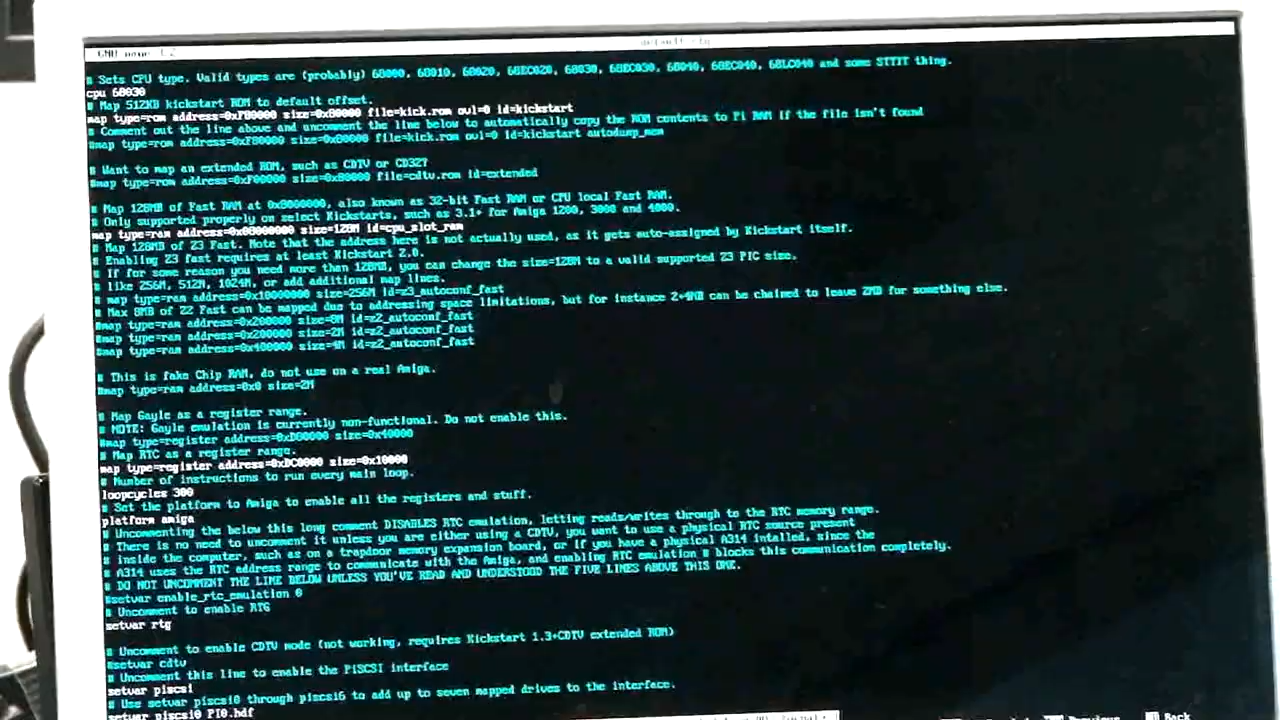 GNU nano 3.2
default.cfg
# Sets CPU type. Valid types are (probably) 68000, 68010, 68020, 68EC020, 68030, 68EC030, 68040, 68EC040, 68LC040 and some STTTT thing.
cpu 68030
# Map 512KB kickstart ROM to default offset.
map type=rom address=0xF80000 size=0x80000 file=kick.rom ovl=0 id=kickstart
# Comment out the line above and uncomment the line below to automatically copy the ROM contents to Pi RAM if the file isn't found
#map type=rom address=0xF80000 size=0x80000 file=kick.rom ovl=0 id=kickstart autodump_mem
# Want to map an extended ROM, such as CDTV or CD32?
#map type=rom address=0xF00000 size=0x80000 file=cdtv.rom id=extended
# Map 128MB of Fast RAM at 0x8000000, also known as 32-bit Fast RAM or CPU local Fast RAM.
# Only supported properly on select Kickstarts, such as 3.1+ for Amiga 1200, 3000 and 4000.
map type=ram address=0x08000000 size=128M id=cpu_slot_ram
# Map 128MB of Z3 Fast. Note that the address here is not actually used, as it gets auto-assigned by Kickstart itself.
# Enabling Z3 fast requires at least Kickstart 2.0.
# If for some reason you need more than 128MB, you can change the size=128M to a valid supported Z3 PIC size.
# like 256M, 512M, 1024M, or add additional map lines.
# map type=ram address=0x10000000 size=256M id=z3_autoconf_fast
# Max 8MB of Z2 Fast can be mapped due to addressing space limitations, but for instance 2+4MB can be chained to leave 2MB for something else.
#map type=ram address=0x200000 size=8M id=z2_autoconf_fast
#map type=ram address=0x200000 size=2M id=z2_autoconf_fast
#map type=ram address=0x400000 size=4M id=z2_autoconf_fast
# This is fake Chip RAM, do not use on a real Amiga.
#map type=ram address=0x0 size=2M
# Map Gayle as a register range.
# NOTE: Gayle emulation is currently non-functional. Do not enable this.
#map type=register address=0xD80000 size=0x40000
# Map RTC as a register range.
map type=register address=0xDC0000 size=0x10000
# Number of instructions to run every main loop.
loopcycles 300
# Set the platform to Amiga to enable all the registers and stuff.
platform amiga
# Uncommenting the below this long comment DISABLES RTC emulation, letting reads/writes through to the RTC memory range.
# There is no need to uncomment it unless you are either using a CDTV, you want to use a physical RTC source present
# inside the computer, such as on a trapdoor memory expansion board, or if you have a physical A314 intalled, since the
# A314 uses the RTC address range to communicate with the Amiga, and enabling RTC emulation # blocks this communication completely.
# DO NOT UNCOMMENT THE LINE BELOW UNLESS YOU'VE READ AND UNDERSTOOD THE FIVE LINES ABOVE THIS ONE.
#setvar enable_rtc_emulation 0
# Uncomment to enable RTG
setvar rtg
# Uncomment to enable CDTV mode (not working, requires Kickstart 1.3+CDTV extended ROM)
#setvar cdtv
# Uncomment this line to enable the PiSCSI interface
setvar piscsi
# Use setvar piscsi0 through piscsi6 to add up to seven mapped drives to the interface.
setvar piscsi0 PI0.hdf
Previous
Back